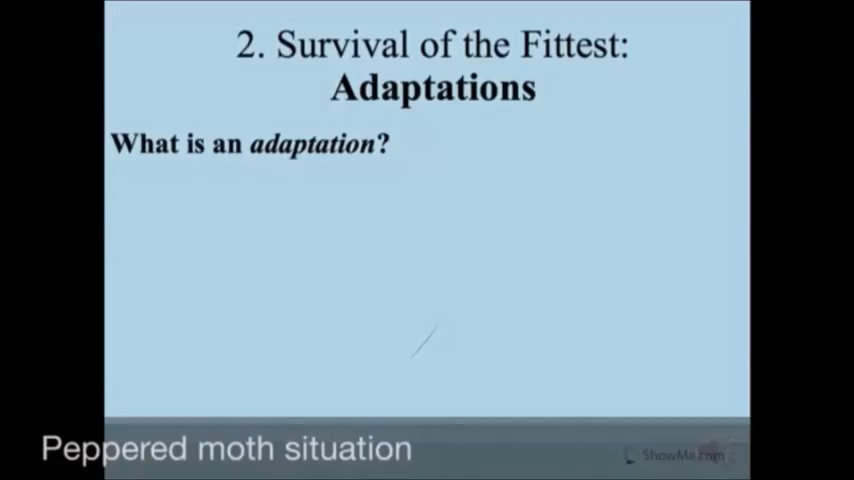 2. Survival of the Fittest:
Adaptations
What is an adaptation?
Peppered moth situation
ShowMe.com